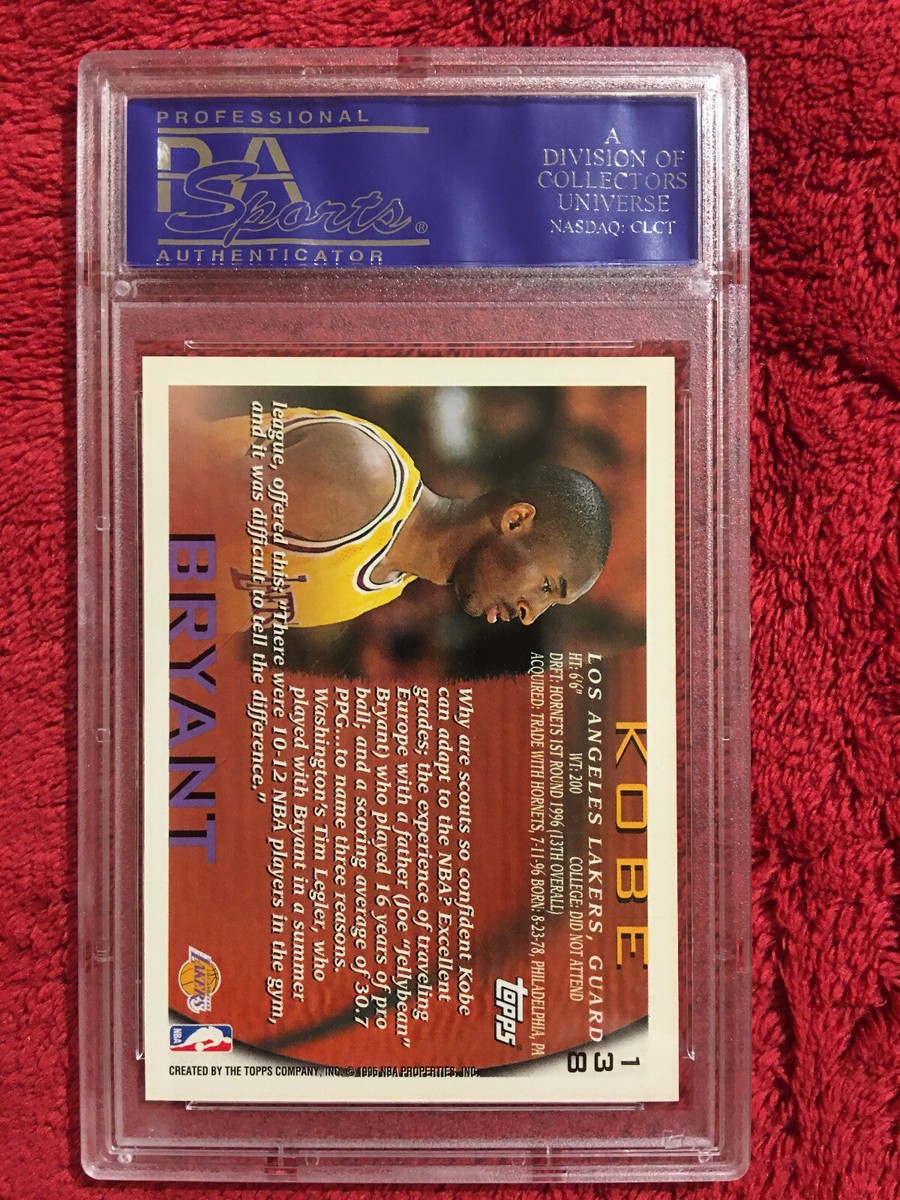 PROFESSIONAL
PSA
Sports®
AUTHENTICATOR
A
DIVISION OF
COLLECTORS
UNIVERSE
NASDAQ: CLCT
KOBE
138
LOS ANGELES LAKERS, GUARD
HT: 6'6" WT: 200 COLLEGE: DID NOT ATTEND
DRFT: HORNETS 1ST ROUND 1996 (13TH OVERALL)
ACQUIRED: TRADE WITH HORNETS, 7-11-96 BORN: 8-23-78, PHILADELPHIA, PA
topps
Why are scouts so confident Kobe
can adapt to the NBA? Excellent
grades; the experience of traveling
Europe with a father (Joe "Jellybean"
Bryant) who played 16 years of pro
ball; and a scoring average of 30.7
PPG...to name three reasons.
Washington's Tim Legler, who
played with Bryant in a summer
league, offered this: "There were 10-12 NBA players in the gym,
and it was difficult to tell the difference."
BRYANT
LAKERS
NBA
CREATED BY THE TOPPS COMPANY, INC. © 1996 NBA PROPERTIES, INC.